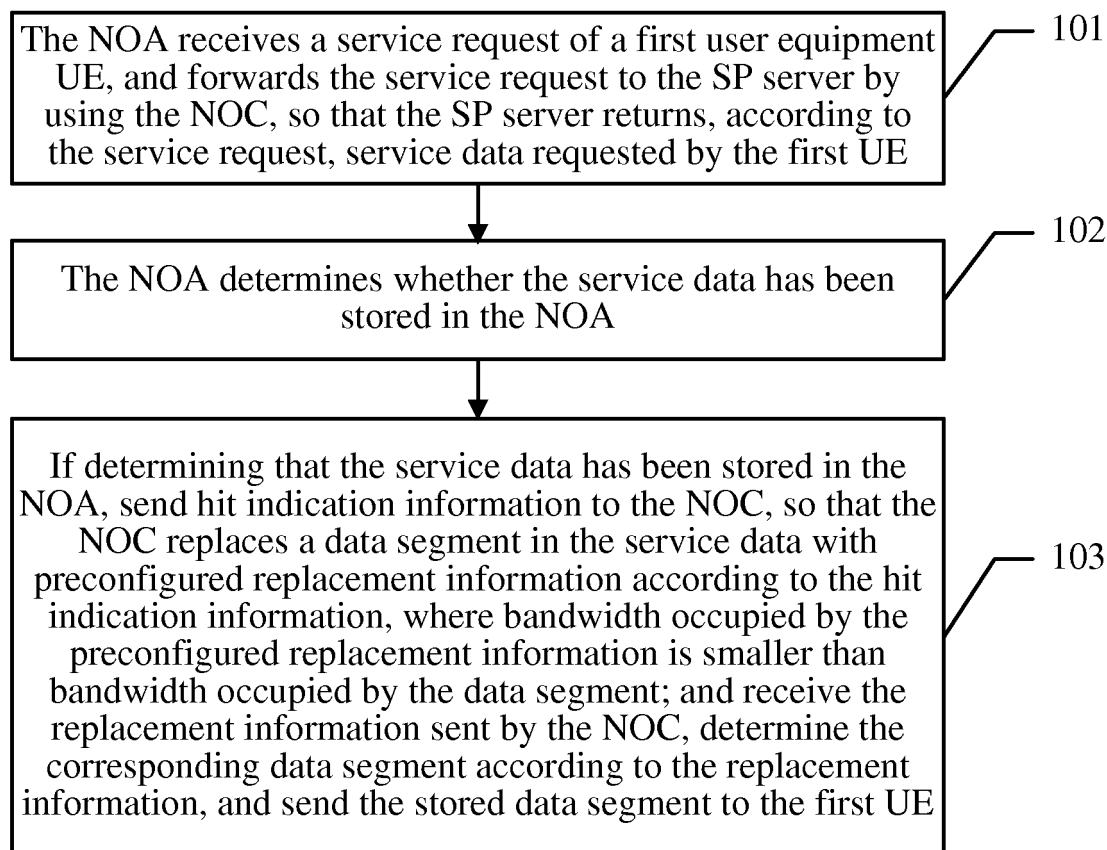 The NOA receives a service request of a first user equipment
UE, and forwards the service request to the SP server by
using the NOC, so that the SP server returns, according to
the service request, service data requested by the first UE
101
The NOA determines whether the service data has been
stored in the NOA
102
If determining that the service data has been stored in the
NOA, send hit indication information to the NOC, so that the
NOC replaces a data segment in the service data with
preconfigured replacement information according to the hit
indication information, where bandwidth occupied by the
preconfigured replacement information is smaller than
bandwidth occupied by the data segment; and receive the
replacement information sent by the NOC, determine the
corresponding data segment according to the replacement
information, and send the stored data segment to the first UE
103